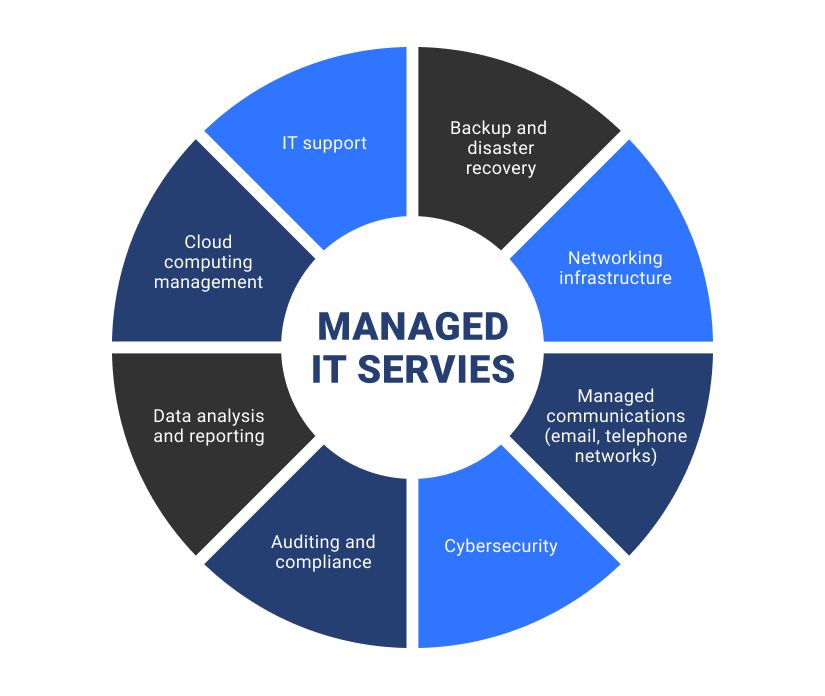 IT support
Backup and
disaster
recovery
Cloud
computing
management
Networking
infrastructure
MANAGED
IT SERVIES
Data analysis
and reporting
Managed
communications
(email, telephone
networks)
Auditing and
compliance
Cybersecurity